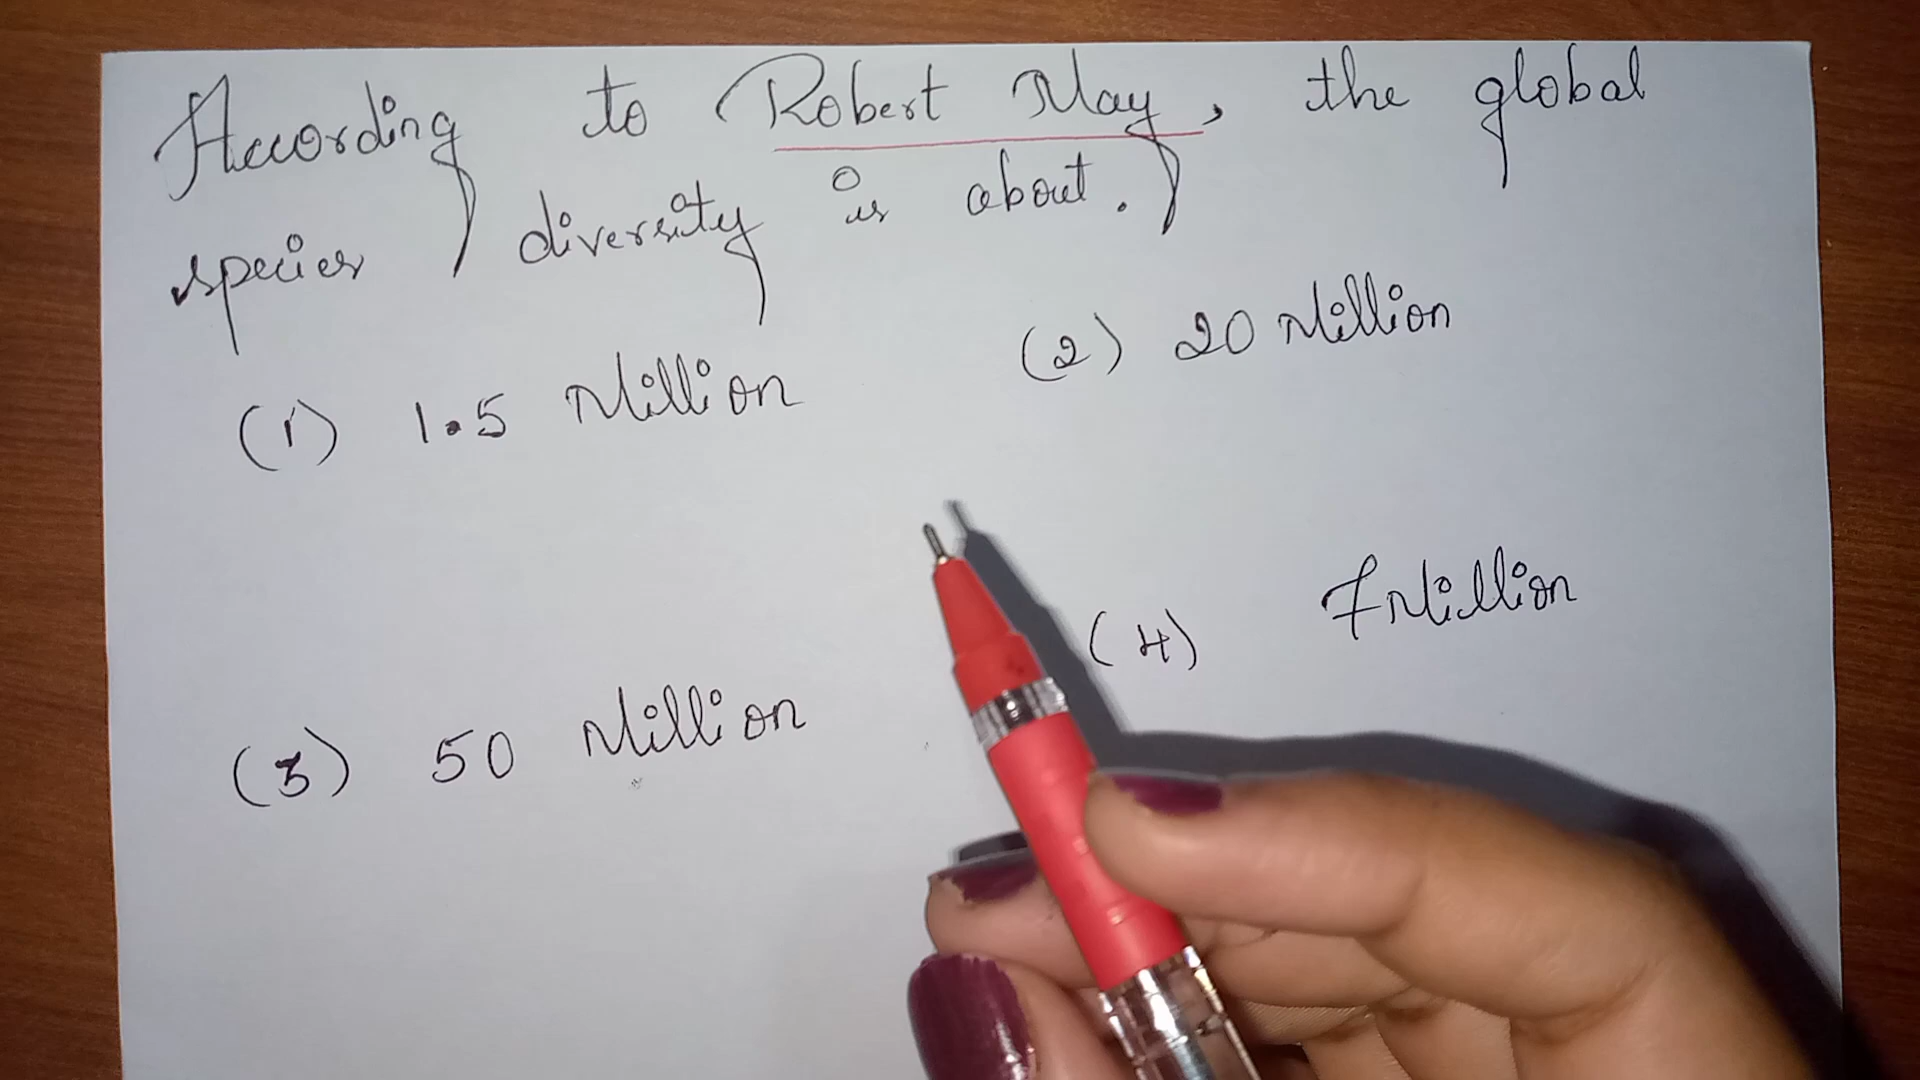 According to Robert May, the global
species diversity is about.
(1) 1.5 Million (2) 20 Million
(3) 50 Million (4) 7 Million